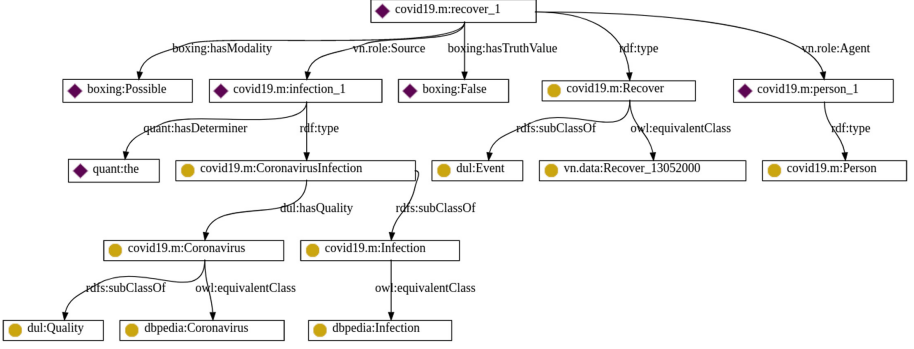 covid19.m:recover_1
boxing:hasModality
vn.role:Source
boxing:hasTruthValue
rdf:type
vn.role:Agent
boxing:Possible
covid19.m:infection_1
boxing:False
covid19.m:Recover
covid19.m:person_1
quant:hasDeterminer
rdf:type
rdfs:subClassOf
owl:equivalentClass
rdf:type
quant:the
covid19.m:CoronavirusInfection
dul:Event
vn.data:Recover_13052000
covid19.m:Person
dul:hasQuality
rdfs:subClassOf
covid19.m:Coronavirus
covid19.m:Infection
rdfs:subClassOf
owl:equivalentClass
owl:equivalentClass
dul:Quality
dbpedia:Coronavirus
dbpedia:Infection